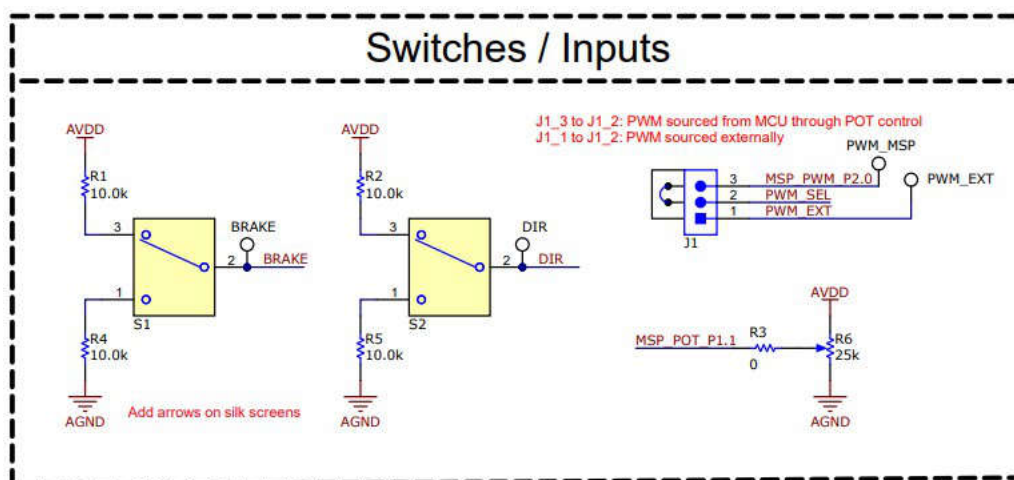 Switches / Inputs
AVDD
R1
10.0k
3
BRAKE
2
BRAKE
1
S1
R4
10.0k
AGND
Add arrows on silk screens
AVDD
R2
10.0k
3
DIR
2
DIR
1
S2
R5
10.0k
AGND
J1_3 to J1_2: PWM sourced from MCU through POT control
J1_1 to J1_2: PWM sourced externally
PWM_MSP
PWM_EXT
3 MSP_PWM_P2.0
2 PWM_SEL
1 PWM_EXT
J1
AVDD
MSP_POT_P1.1
R3
0
R6
25k
AGND